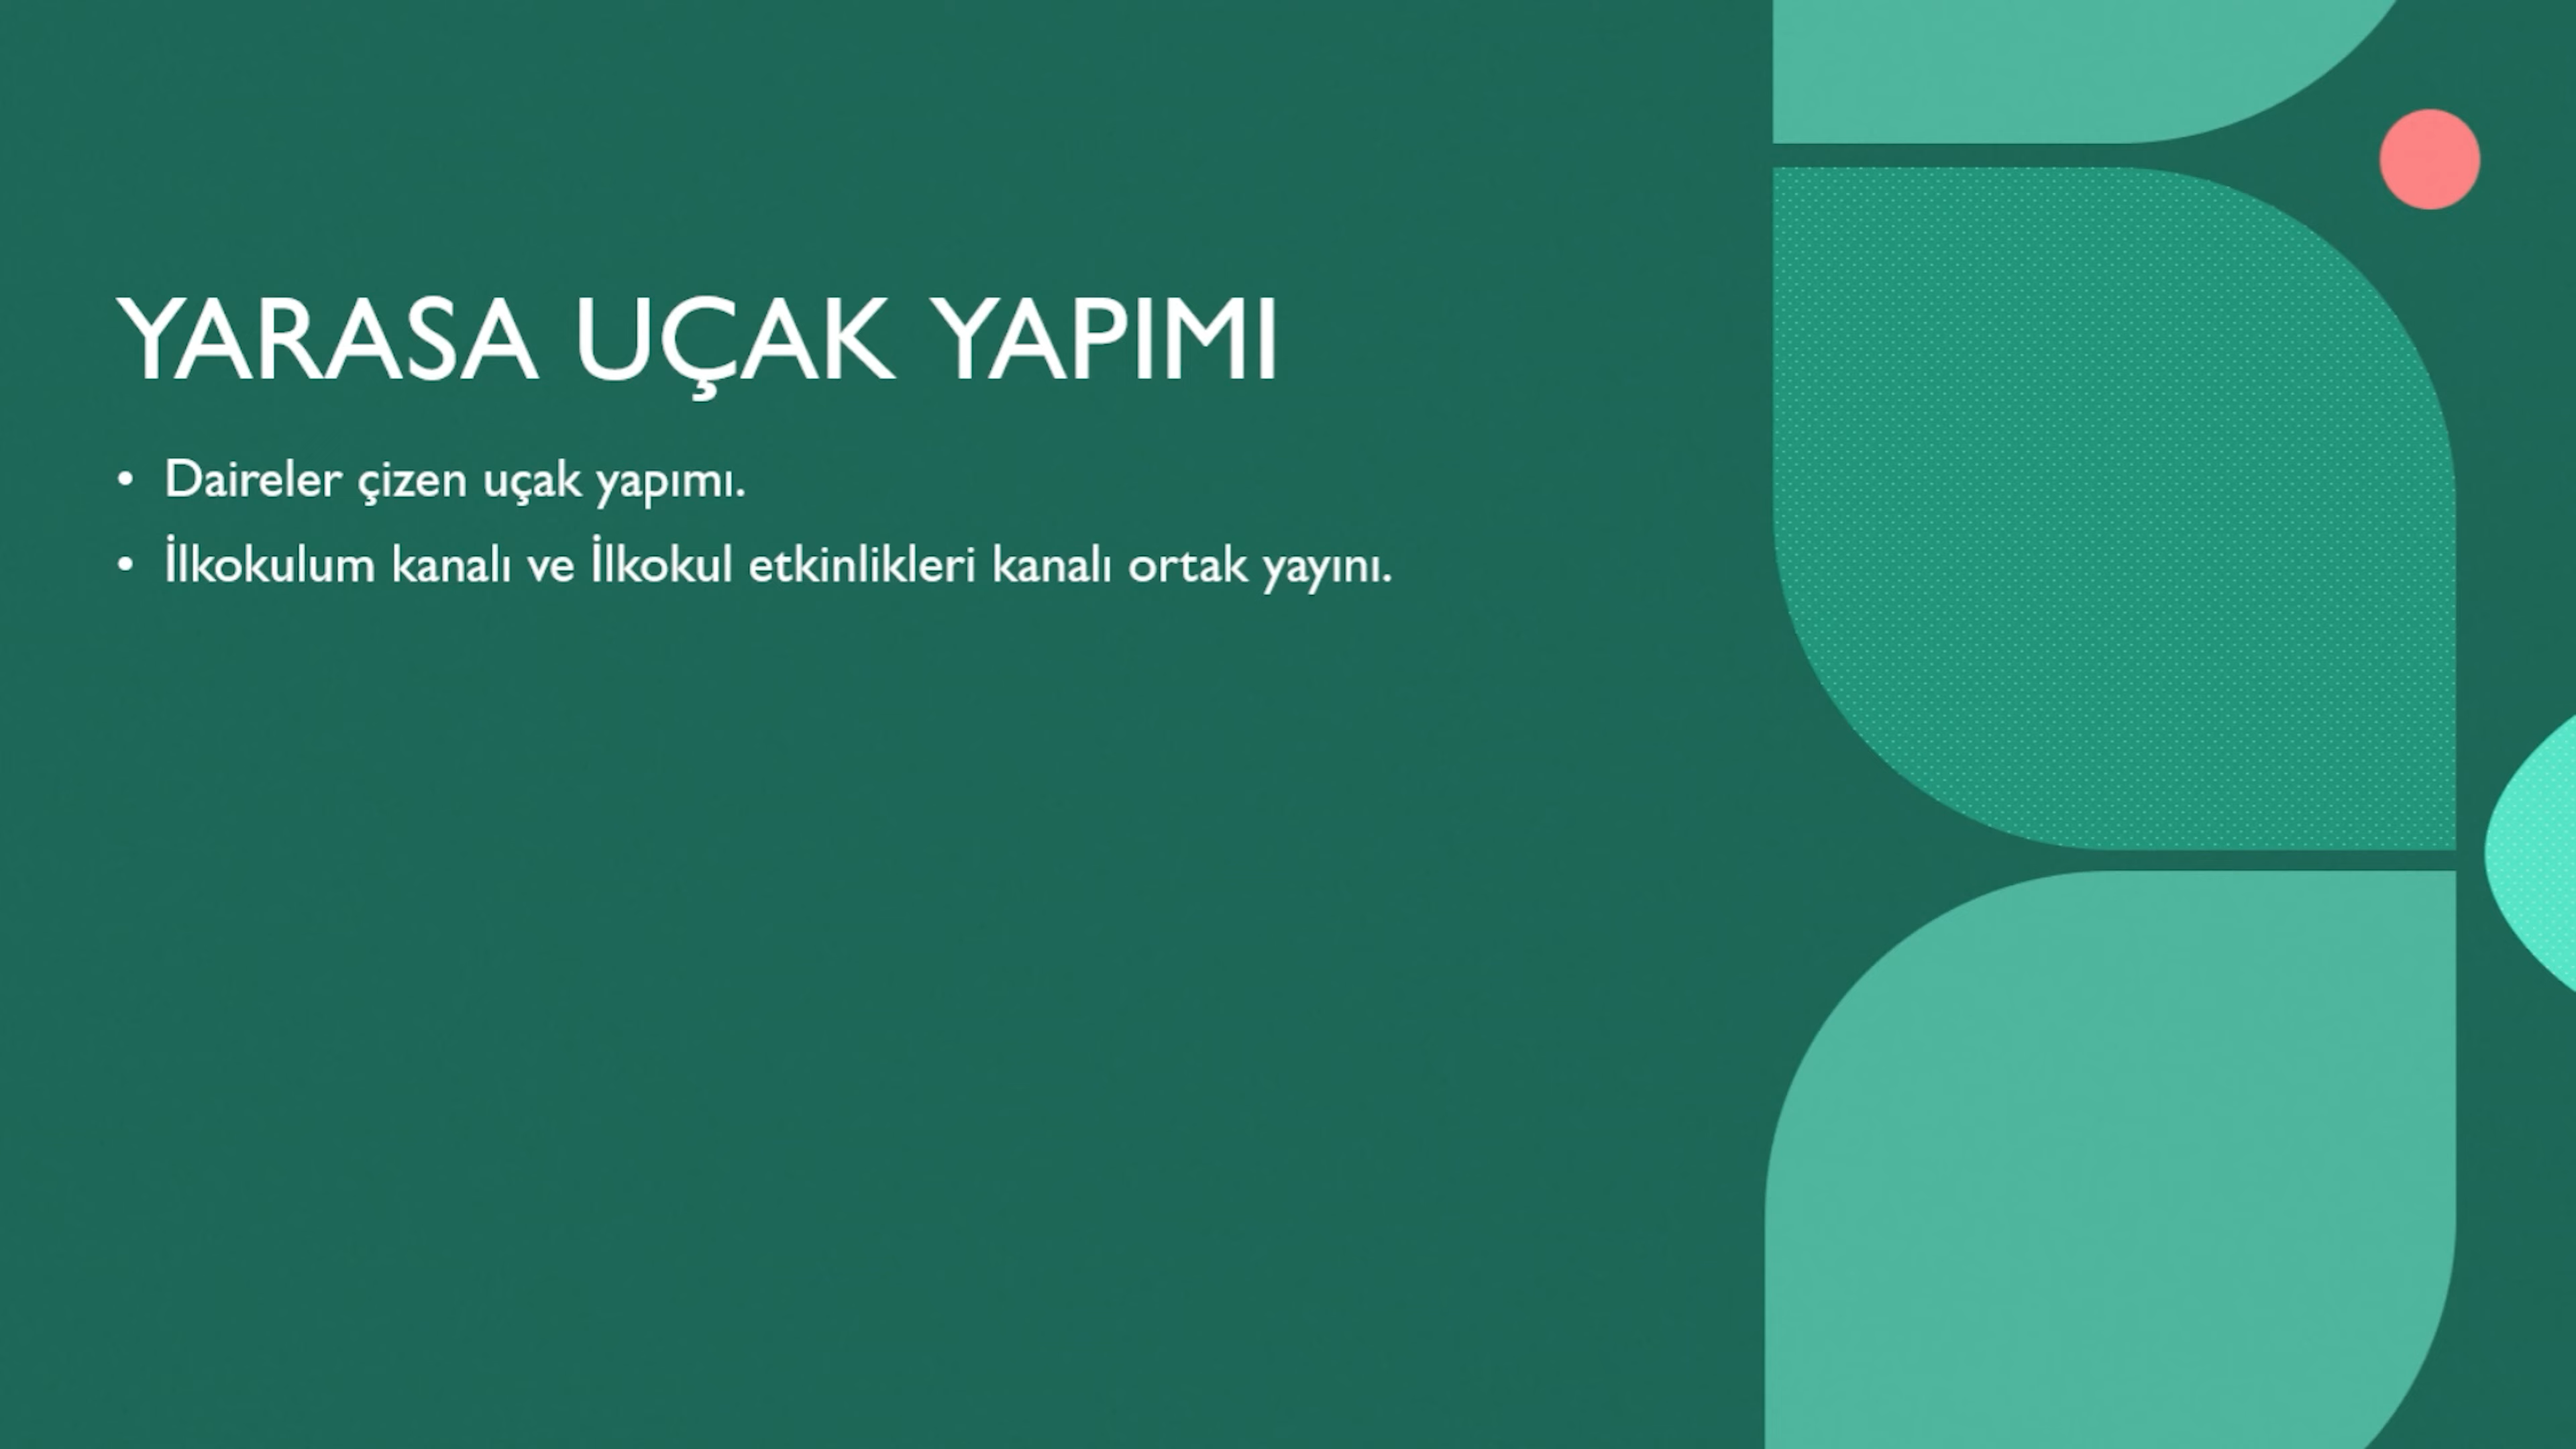 YARASA UÇAK YAPIMI
• Daireler çizen uçak yapımı.
• İlkokulum kanalı ve İlkokul etkinlikleri kanalı ortak yayını.